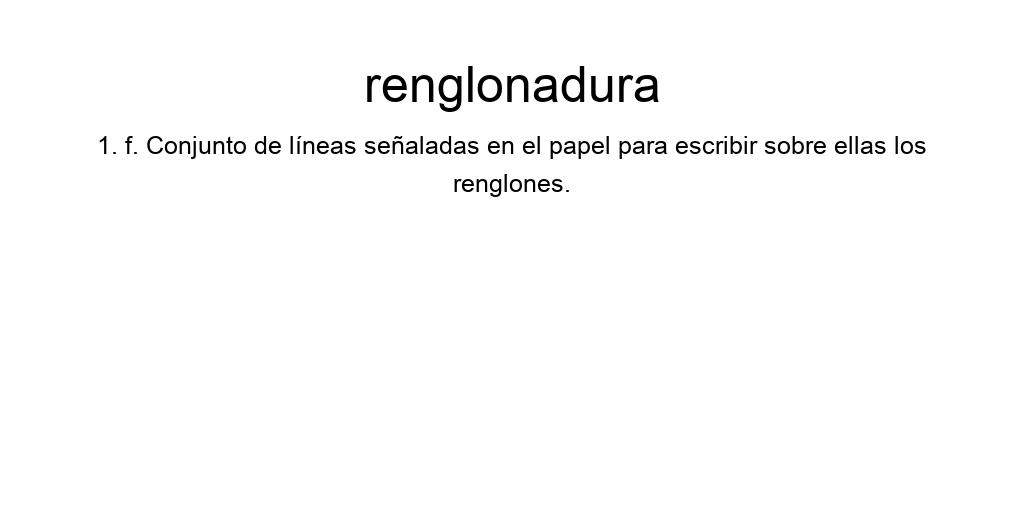 renglonadura
1. f. Conjunto de líneas señaladas en el papel para escribir sobre ellas los
renglones.